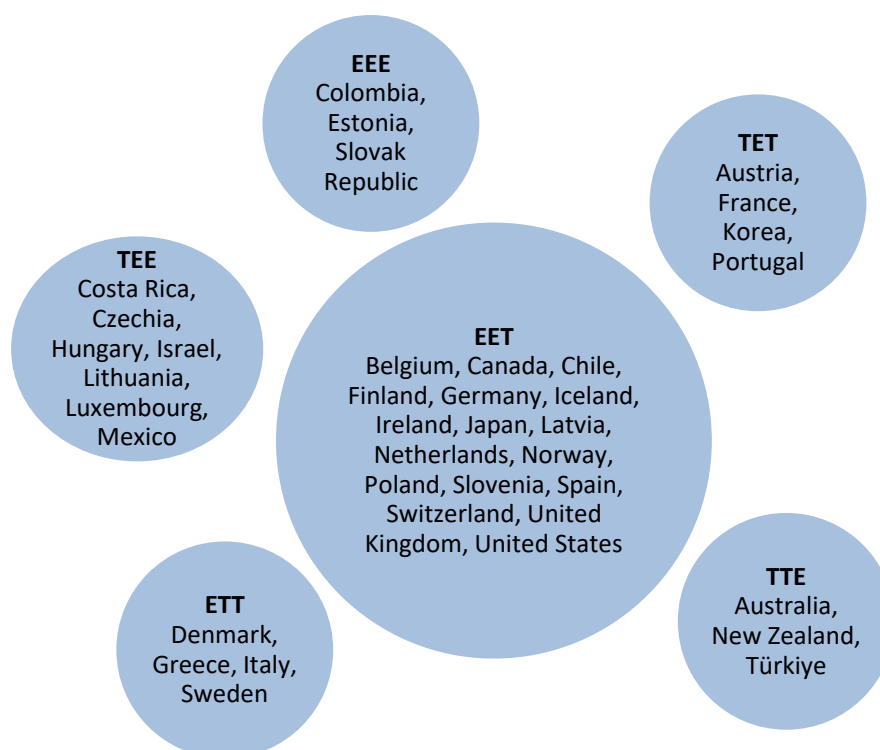 EEE
Colombia,
Estonia,
Slovak
Republic
TET
Austria,
France,
Korea,
Portugal
TEE
Costa Rica,
Czechia,
Hungary, Israel,
Lithuania,
Luxembourg,
Mexico
EET
Belgium, Canada, Chile,
Finland, Germany, Iceland,
Ireland, Japan, Latvia,
Netherlands, Norway,
Poland, Slovenia, Spain,
Switzerland, United
Kingdom, United States
ETT
Denmark,
Greece, Italy,
Sweden
TTE
Australia,
New Zealand,
Türkiye